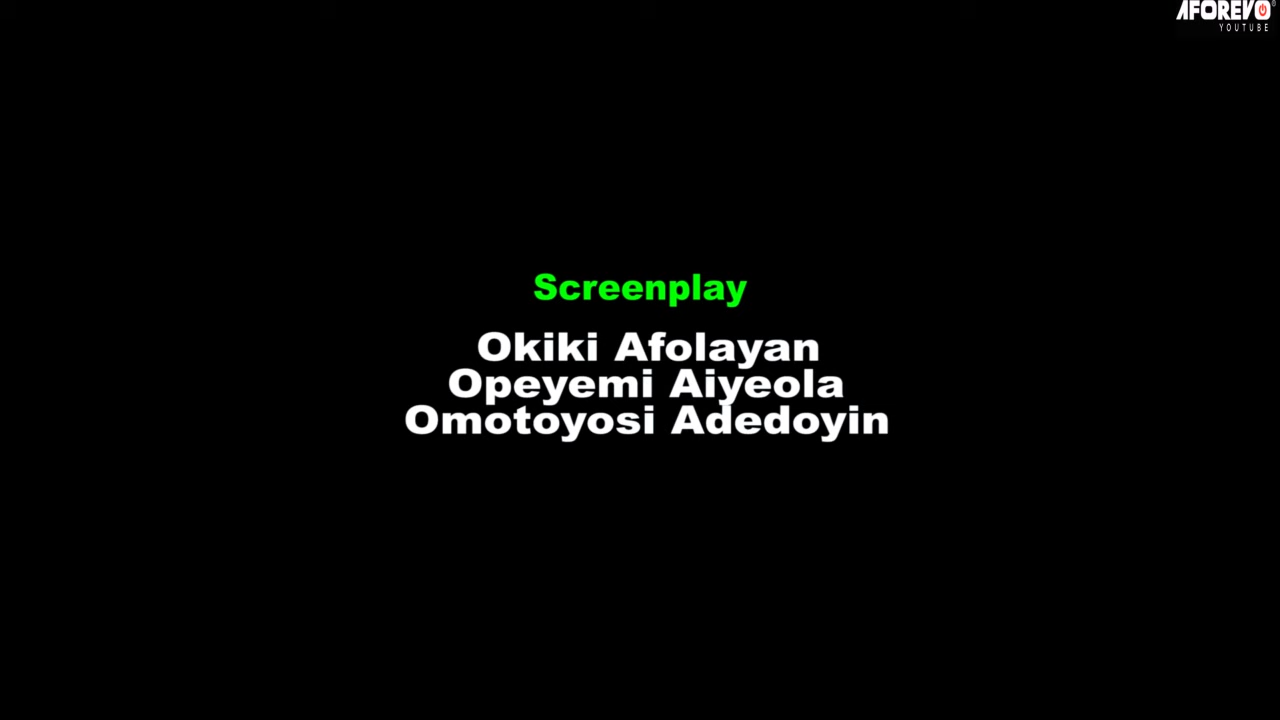 AFOREVO
YOUTUBE
Screenplay
Okiki Afolayan
Opeyemi Aiyeola
Omotoyosi Adedoyin